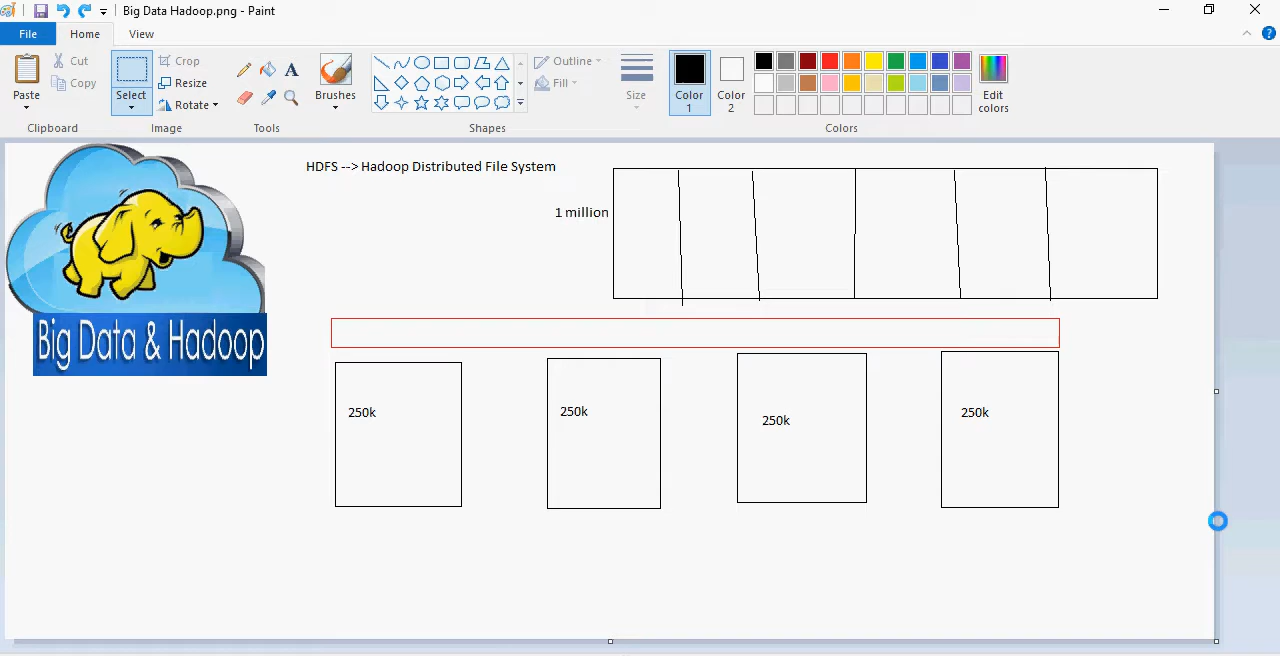 Big Data Hadoop.png - Paint
File
Home
View
Paste
Cut
Copy
Clipboard
Select
Crop
Resize
Rotate
Image
A
Tools
Brushes
Shapes
Outline
Fill
Size
Color
1
Color
2
Edit
colors
Colors
?
HDFS --> Hadoop Distributed File System
1 million
Big Data & Hadoop
250k
250k
250k
250k